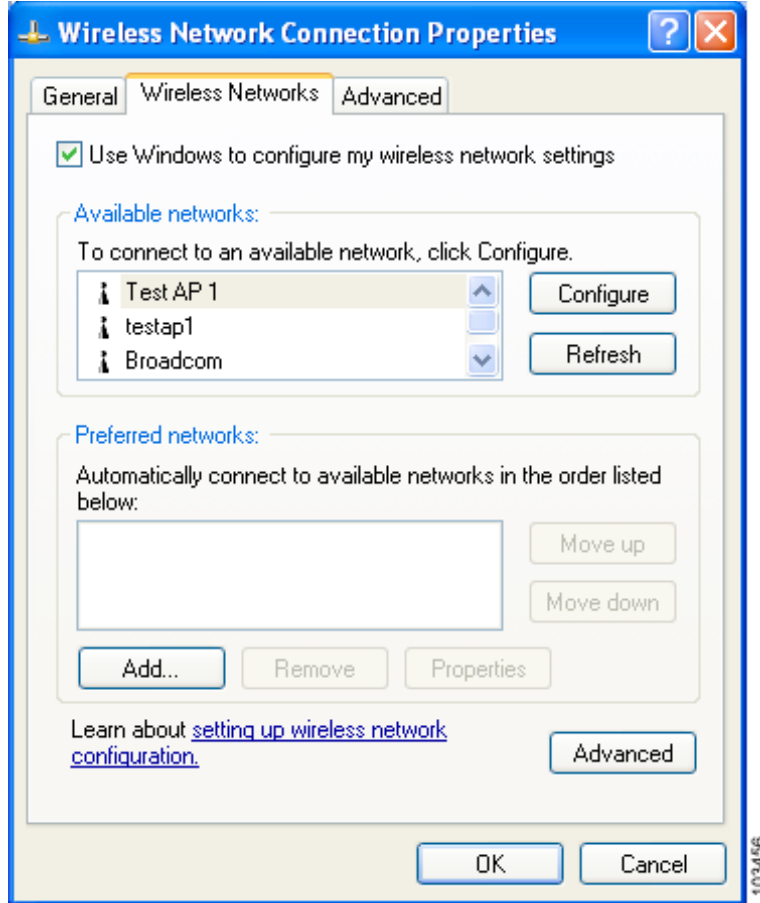 Wireless Network Connection Properties
General Wireless Networks Advanced
Use Windows to configure my wireless network settings
Available networks:
To connect to an available network, click Configure.
Test AP 1
testap1
Broadcom
Configure
Refresh
Preferred networks:
Automatically connect to available networks in the order listed
below:
Move up
Move down
Add... Remove Properties
Learn about setting up wireless network
configuration.
Advanced
OK Cancel
103456